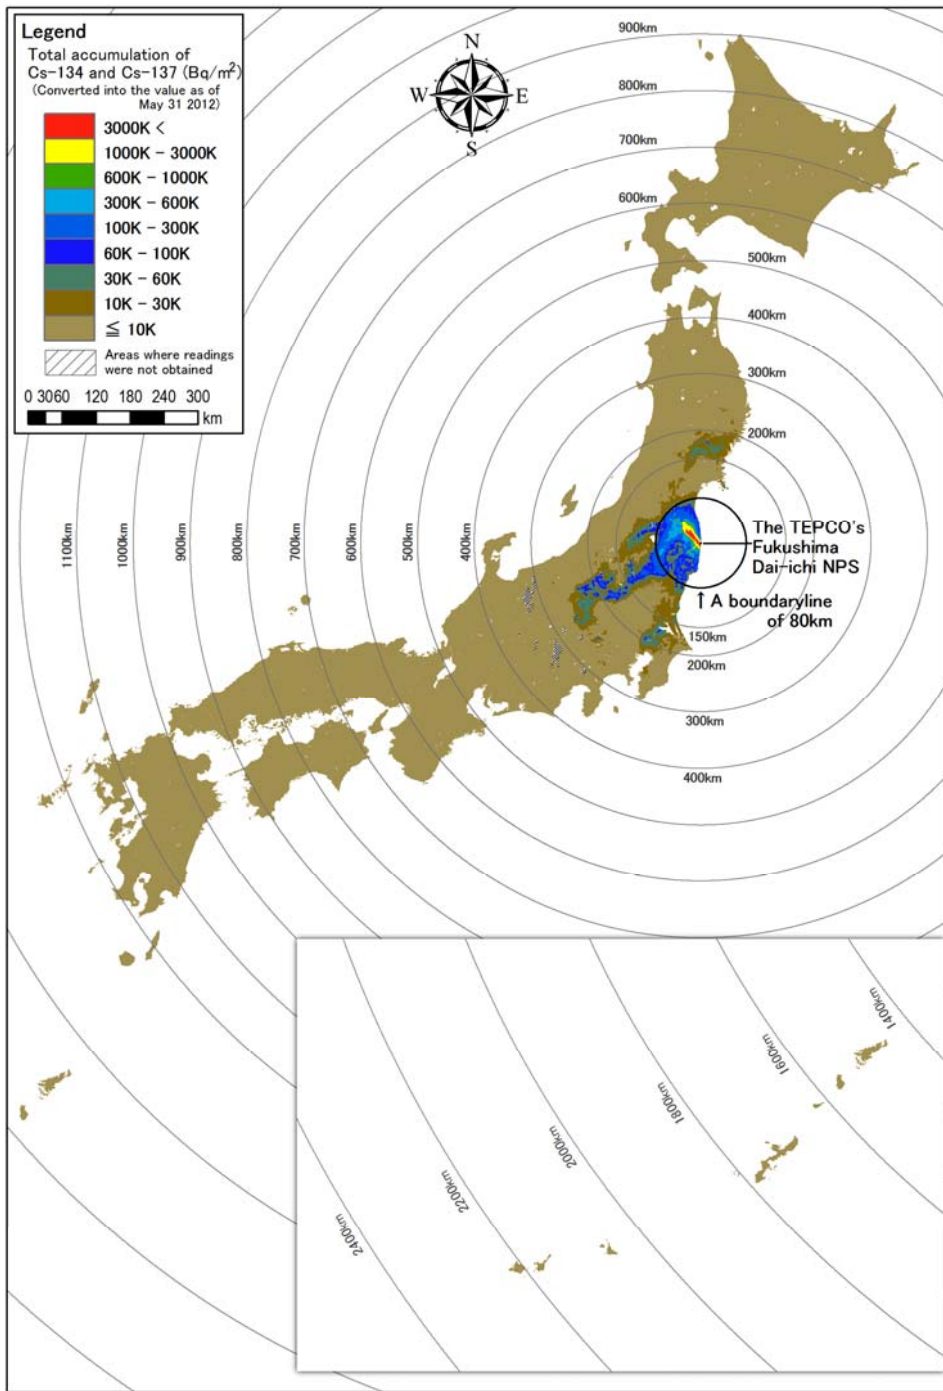 Legend
Total accumulation of
Cs-134 and Cs-137 (Bq/m²)
(Converted into the value as of
May 31 2012)
3000K <
1000K - 3000K
600K - 1000K
300K - 600K
100K - 300K
60K - 100K
30K - 60K
10K - 30K
≦ 10K
Areas where readings
were not obtained
0 30 60 120 180 240 300
km
N
W E
S
900km
800km
700km
600km
500km
400km
300km
200km
1100km
1000km
900km
800km
700km
600km
500km
400km
The TEPCO's
Fukushima
Dai-ichi NPS
↑ A boundaryline
of 80km
150km
200km
300km
400km
1400km
1600km
1800km
2000km
2200km
2400km